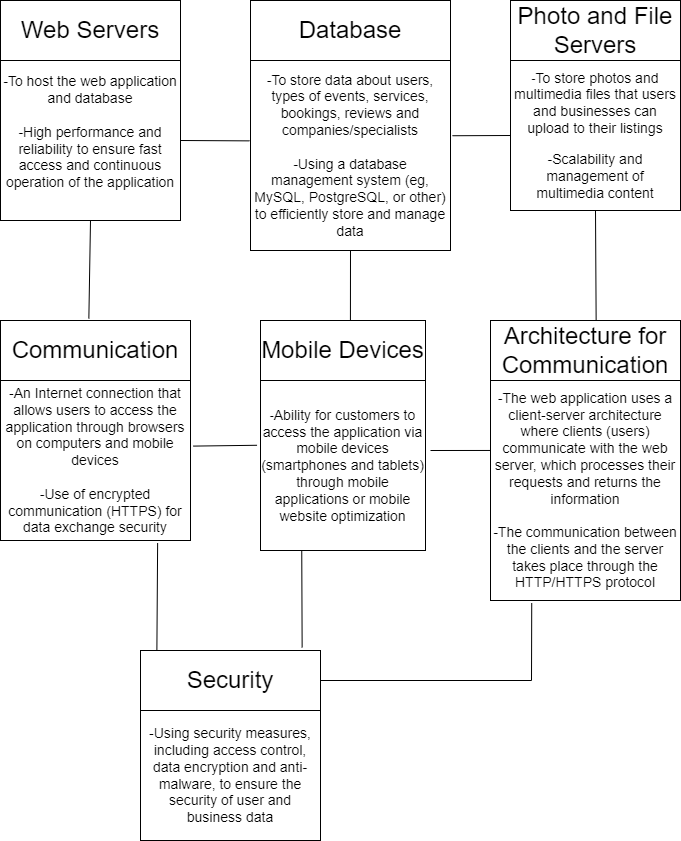 Web Servers
-To host the web application
and database
-High performance and
reliability to ensure fast
access and continuous
operation of the application
Database
-To store data about users,
types of events, services,
bookings, reviews and
companies/specialists
-Using a database
management system (eg,
MySQL, PostgreSQL, or other)
to efficiently store and manage
data
Photo and File
Servers
-To store photos and
multimedia files that users
and businesses can
upload to their listings
-Scalability and
management of
multimedia content
Communication
-An Internet connection that
allows users to access the
application through browsers
on computers and mobile
devices
-Use of encrypted
communication (HTTPS) for
data exchange security
Mobile Devices
-Ability for customers to
access the application via
mobile devices
(smartphones and tablets)
through mobile
applications or mobile
website optimization
Architecture for
Communication
-The web application uses a
client-server architecture
where clients (users)
communicate with the web
server, which processes their
requests and returns the
information
-The communication between
the clients and the server
takes place through the
HTTP/HTTPS protocol
Security
-Using security measures,
including access control,
data encryption and anti-
malware, to ensure the
security of user and
business data